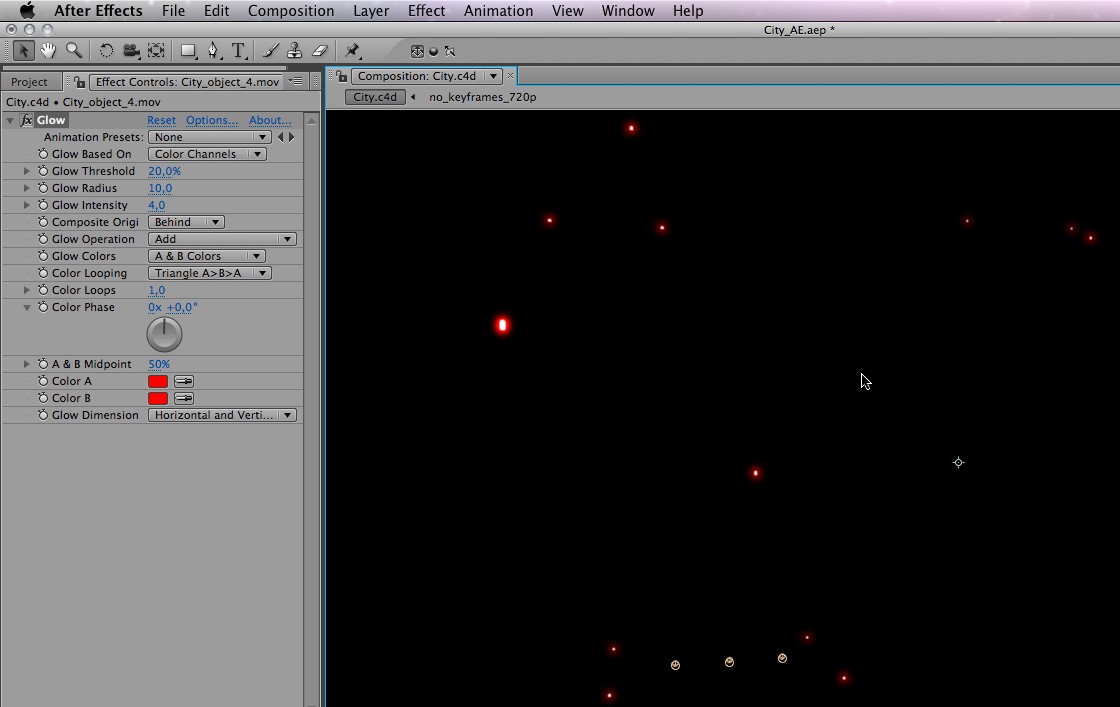 After Effects File Edit Composition Layer Effect Animation View Window Help
City_AE.aep *
T
Project Effect Controls: City_object_4.mov Composition: City.c4d
City.c4d • City_object_4.mov City.c4d no_keyframes_720p
fx Glow Reset Options... About...
Animation Presets: None
Glow Based On Color Channels
Glow Threshold 20,0%
Glow Radius 10,0
Glow Intensity 4,0
Composite Origi Behind
Glow Operation Add
Glow Colors A & B Colors
Color Looping Triangle A>B>A
Color Loops 1,0
Color Phase 0x +0,0°
A & B Midpoint 50%
Color A
Color B
Glow Dimension Horizontal and Verti...